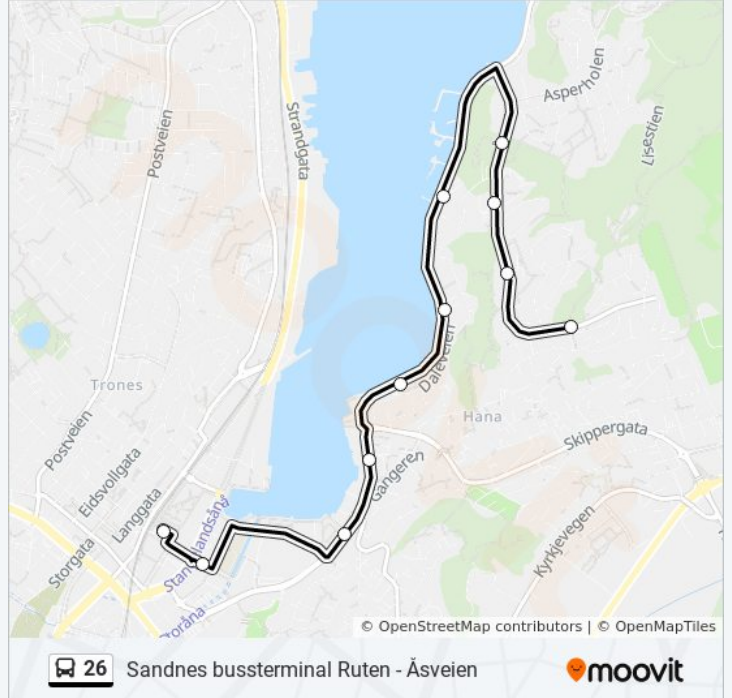 Asperholen
Lisestien
Postveien
Strandgata
Daleveien
Trones
Hana
Postveien
Skippergata
Gangeren
Eidsvollgata
Langgata
Storgata
Kyrkjevegen
© OpenStreetMap contributors | © OpenMapTiles
26 Sandnes bussterminal Ruten - Åsveien
moovit